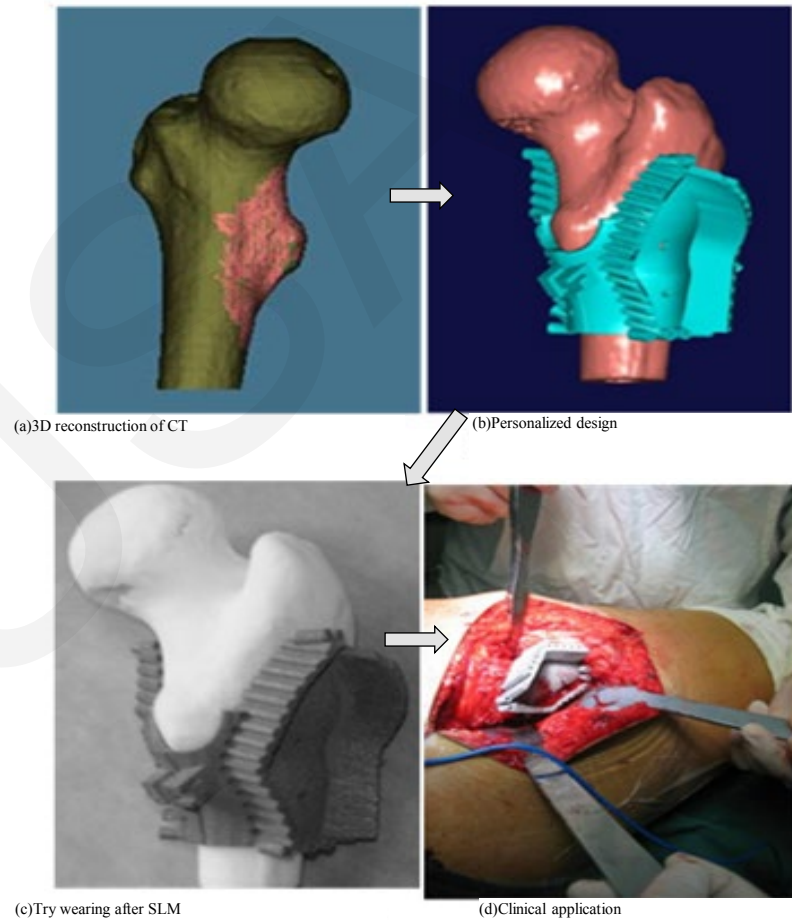 (a)3D reconstruction of CT
(b)Personalized design
(c)Try wearing after SLM
(d)Clinical application